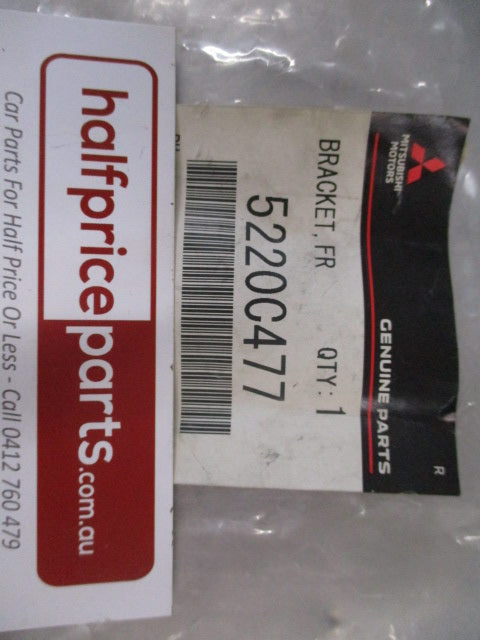 MITSUBISHI
MOTORS
GENUINE PARTS
R
BRACKET, FR
QTY: 1
5220C477
halfpriceparts.com.au
Car Parts For Half Price Or Less - Call 0412 760 479